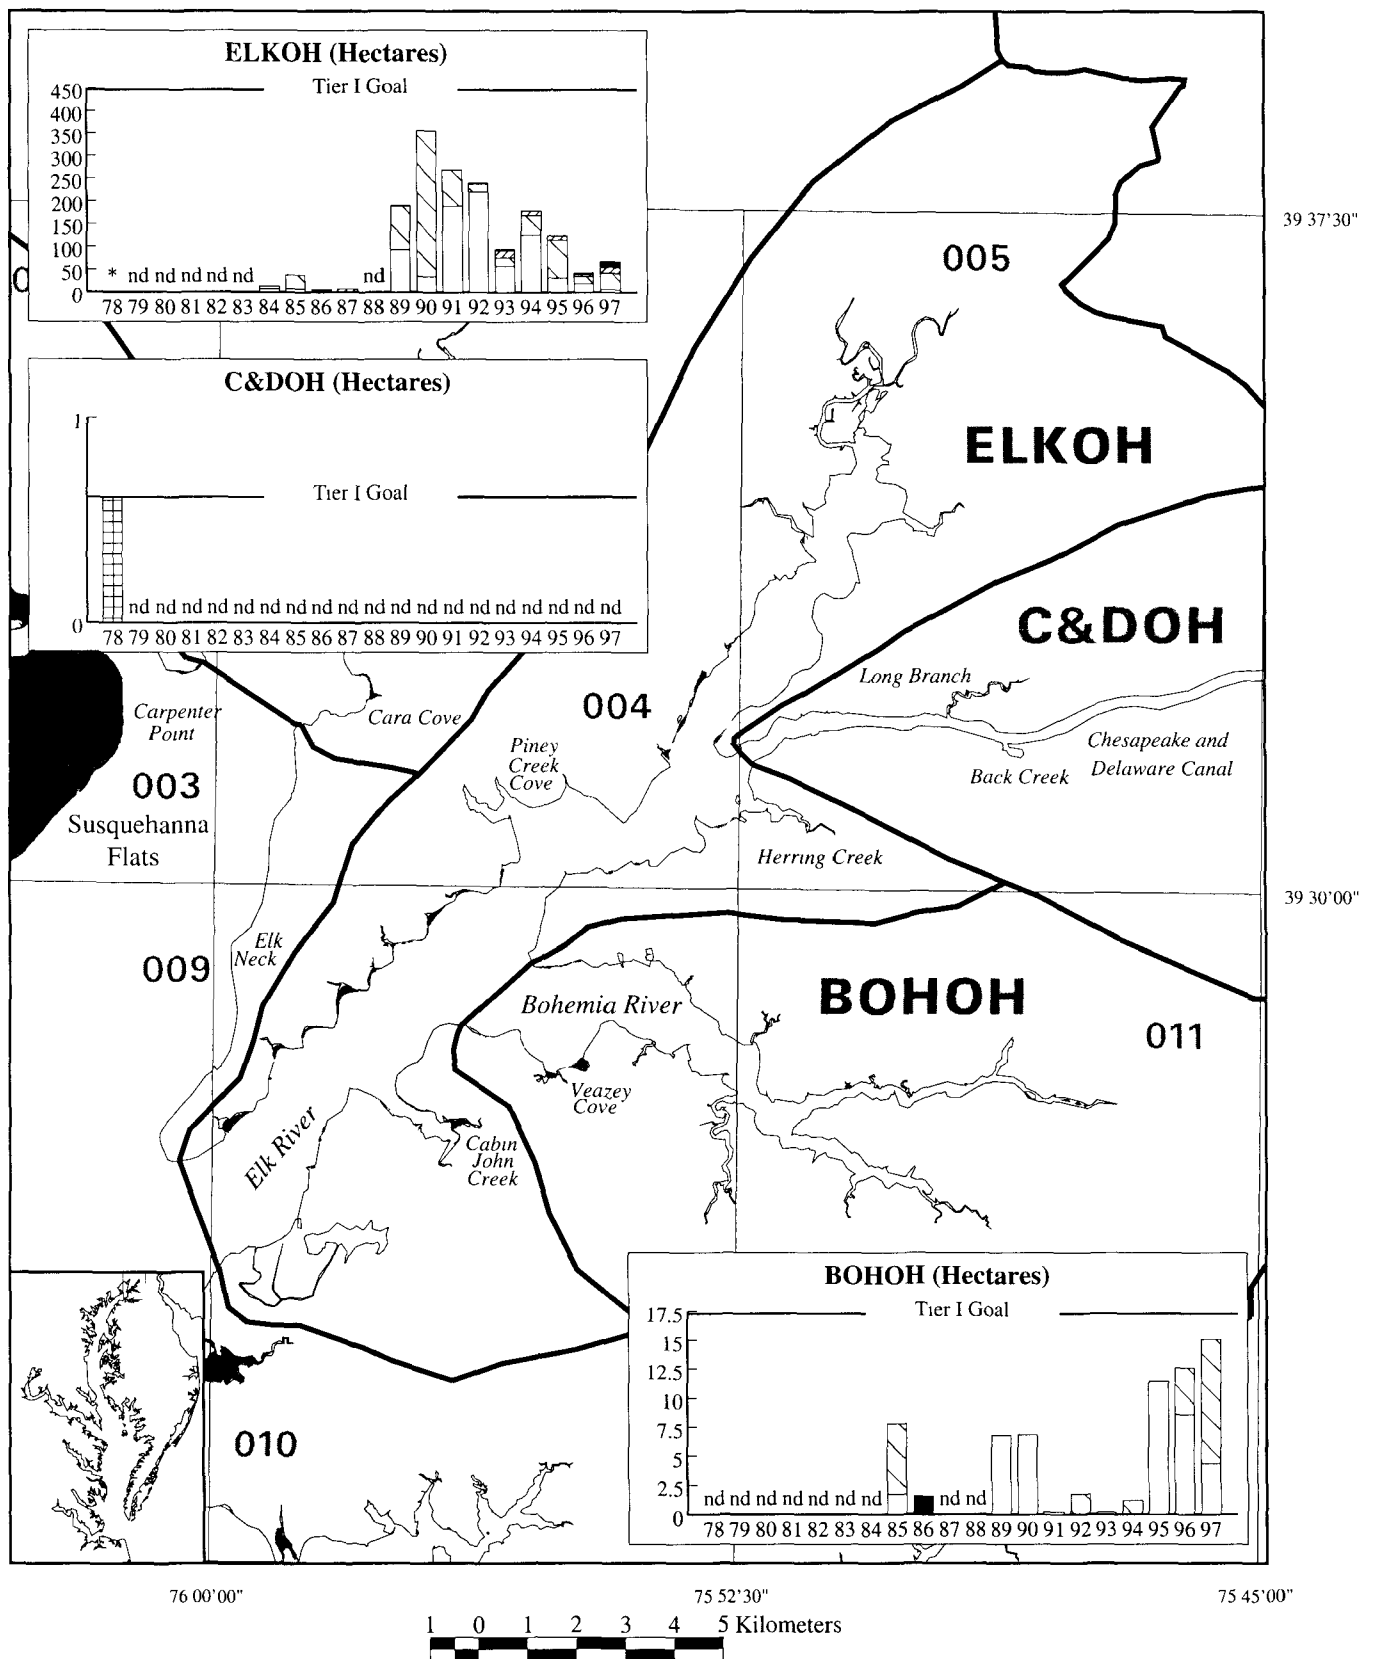 ELKOH (Hectares)
Tier I Goal
450
400
350
300
250
200
150
100
50
0
* nd nd nd nd nd nd
78 79 80 81 82 83 84 85 86 87 88 89 90 91 92 93 94 95 96 97
C&DOH (Hectares)
1
Tier I Goal
0
nd nd nd nd nd nd nd nd nd nd nd nd nd nd nd nd nd nd nd
78 79 80 81 82 83 84 85 86 87 88 89 90 91 92 93 94 95 96 97
39 37'30"
005
ELKOH
C&DOH
Long Branch
Chesapeake and
Delaware Canal
Back Creek
004
Carpenter
Point
Cara Cove
Piney
Creek
Cove
003
Susquehanna
Flats
Herring Creek
39 30'00"
009
Elk
Neck
Bohemia River
BOHOH
011
Veazey
Cove
Elk River
Cabin
John
Creek
BOHOH (Hectares)
Tier I Goal
17.5
15
12.5
10
7.5
5
2.5
0
nd nd nd nd nd nd nd nd nd
78 79 80 81 82 83 84 85 86 87 88 89 90 91 92 93 94 95 96 97
010
76 00'00"
75 52'30"
75 45'00"
1 0 1 2 3 4 5 Kilometers